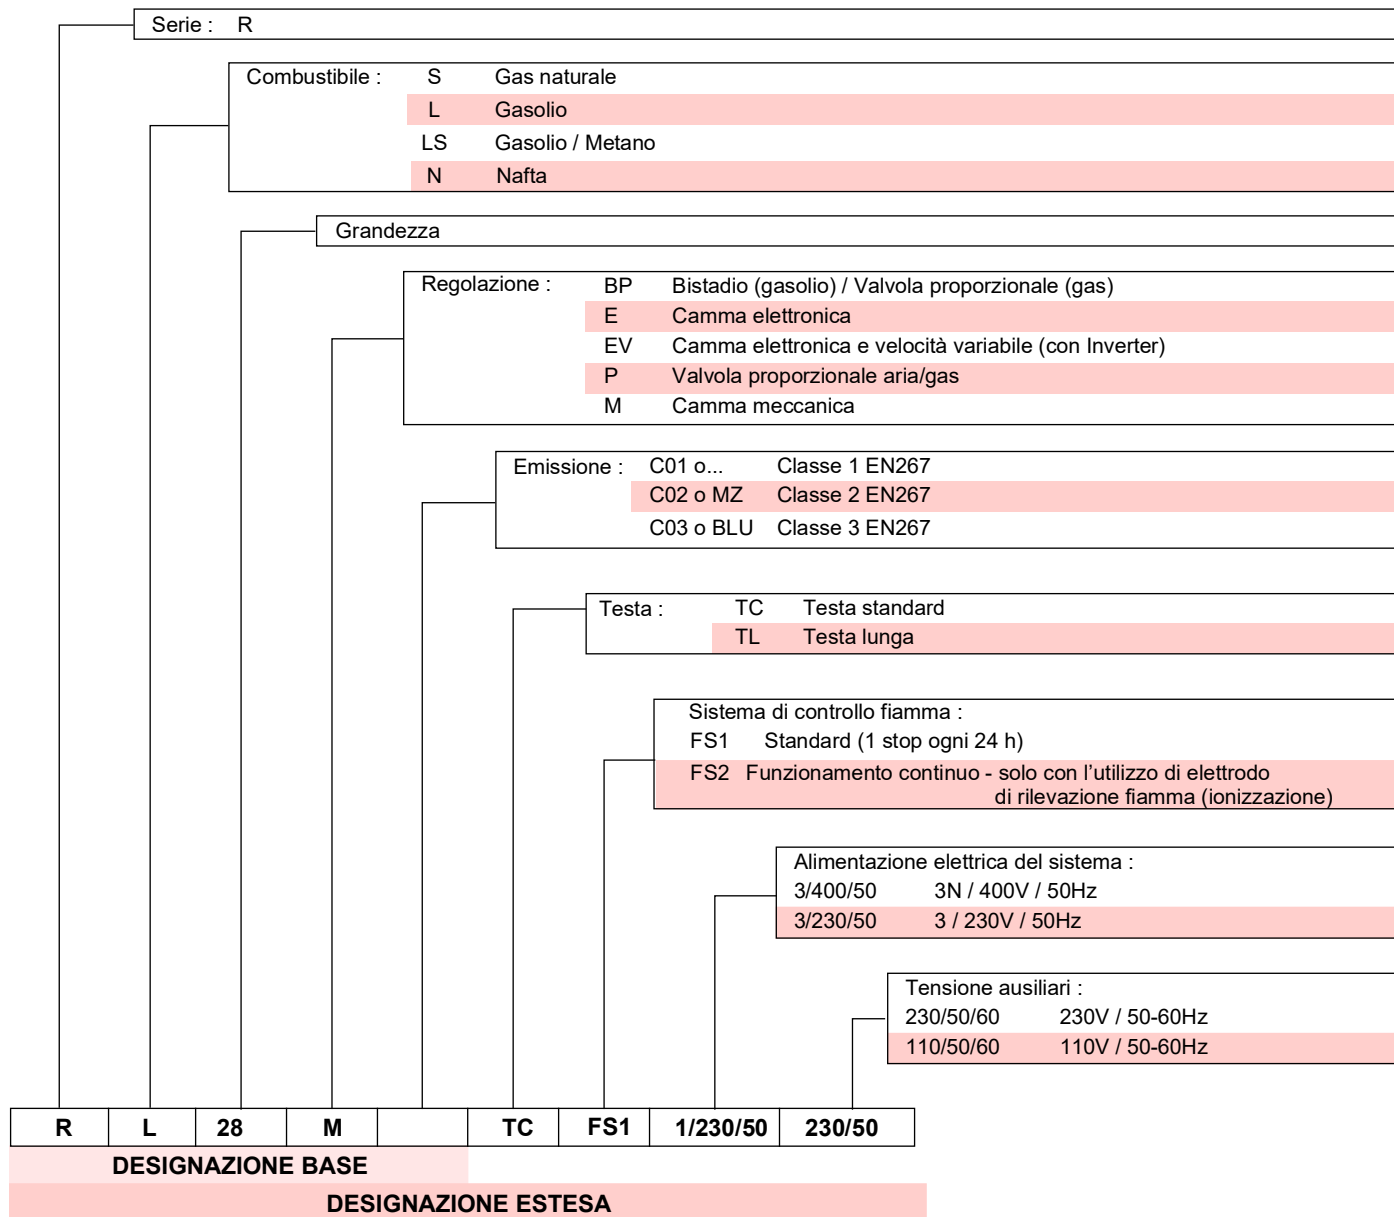 Serie : R
Combustibile : S Gas naturale
L Gasolio
LS Gasolio / Metano
N Nafta
Grandezza
Regolazione : BP Bistadio (gasolio) / Valvola proporzionale (gas)
E Camma elettronica
EV Camma elettronica e velocità variabile (con Inverter)
P Valvola proporzionale aria/gas
M Camma meccanica
Emissione : C01 o... Classe 1 EN267
C02 o MZ Classe 2 EN267
C03 o BLU Classe 3 EN267
Testa : TC Testa standard
TL Testa lunga
Sistema di controllo fiamma :
FS1 Standard (1 stop ogni 24 h)
FS2 Funzionamento continuo - solo con l’utilizzo di elettrodo
di rilevazione fiamma (ionizzazione)
Alimentazione elettrica del sistema :
3/400/50 3N / 400V / 50Hz
3/230/50 3 / 230V / 50Hz
Tensione ausiliari :
230/50/60 230V / 50-60Hz
110/50/60 110V / 50-60Hz
R L 28 M TC FS1 1/230/50 230/50
DESIGNAZIONE BASE
DESIGNAZIONE ESTESA